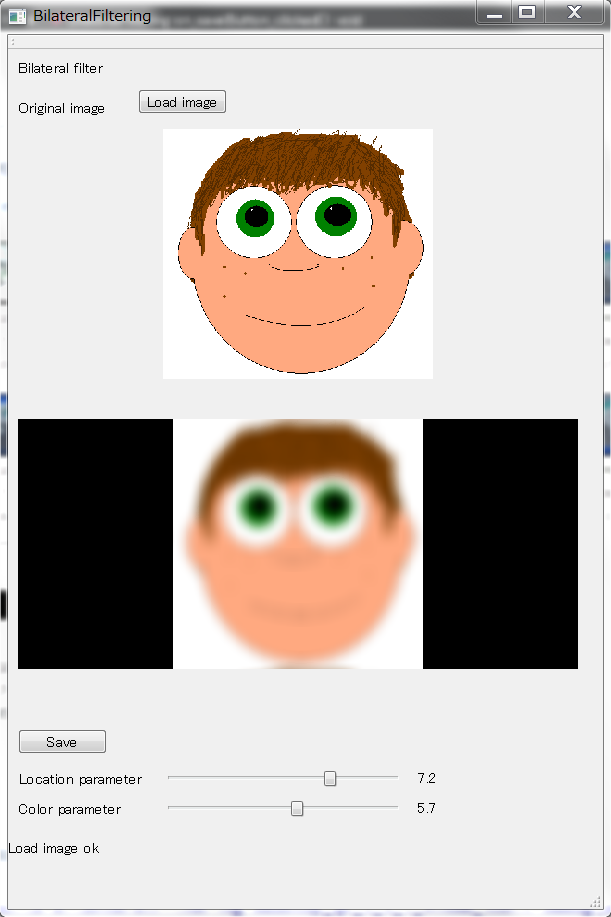 BilateralFiltering
Bilateral filter
Original image
Load image
Save
Location parameter 7.2
Color parameter 5.7
Load image ok